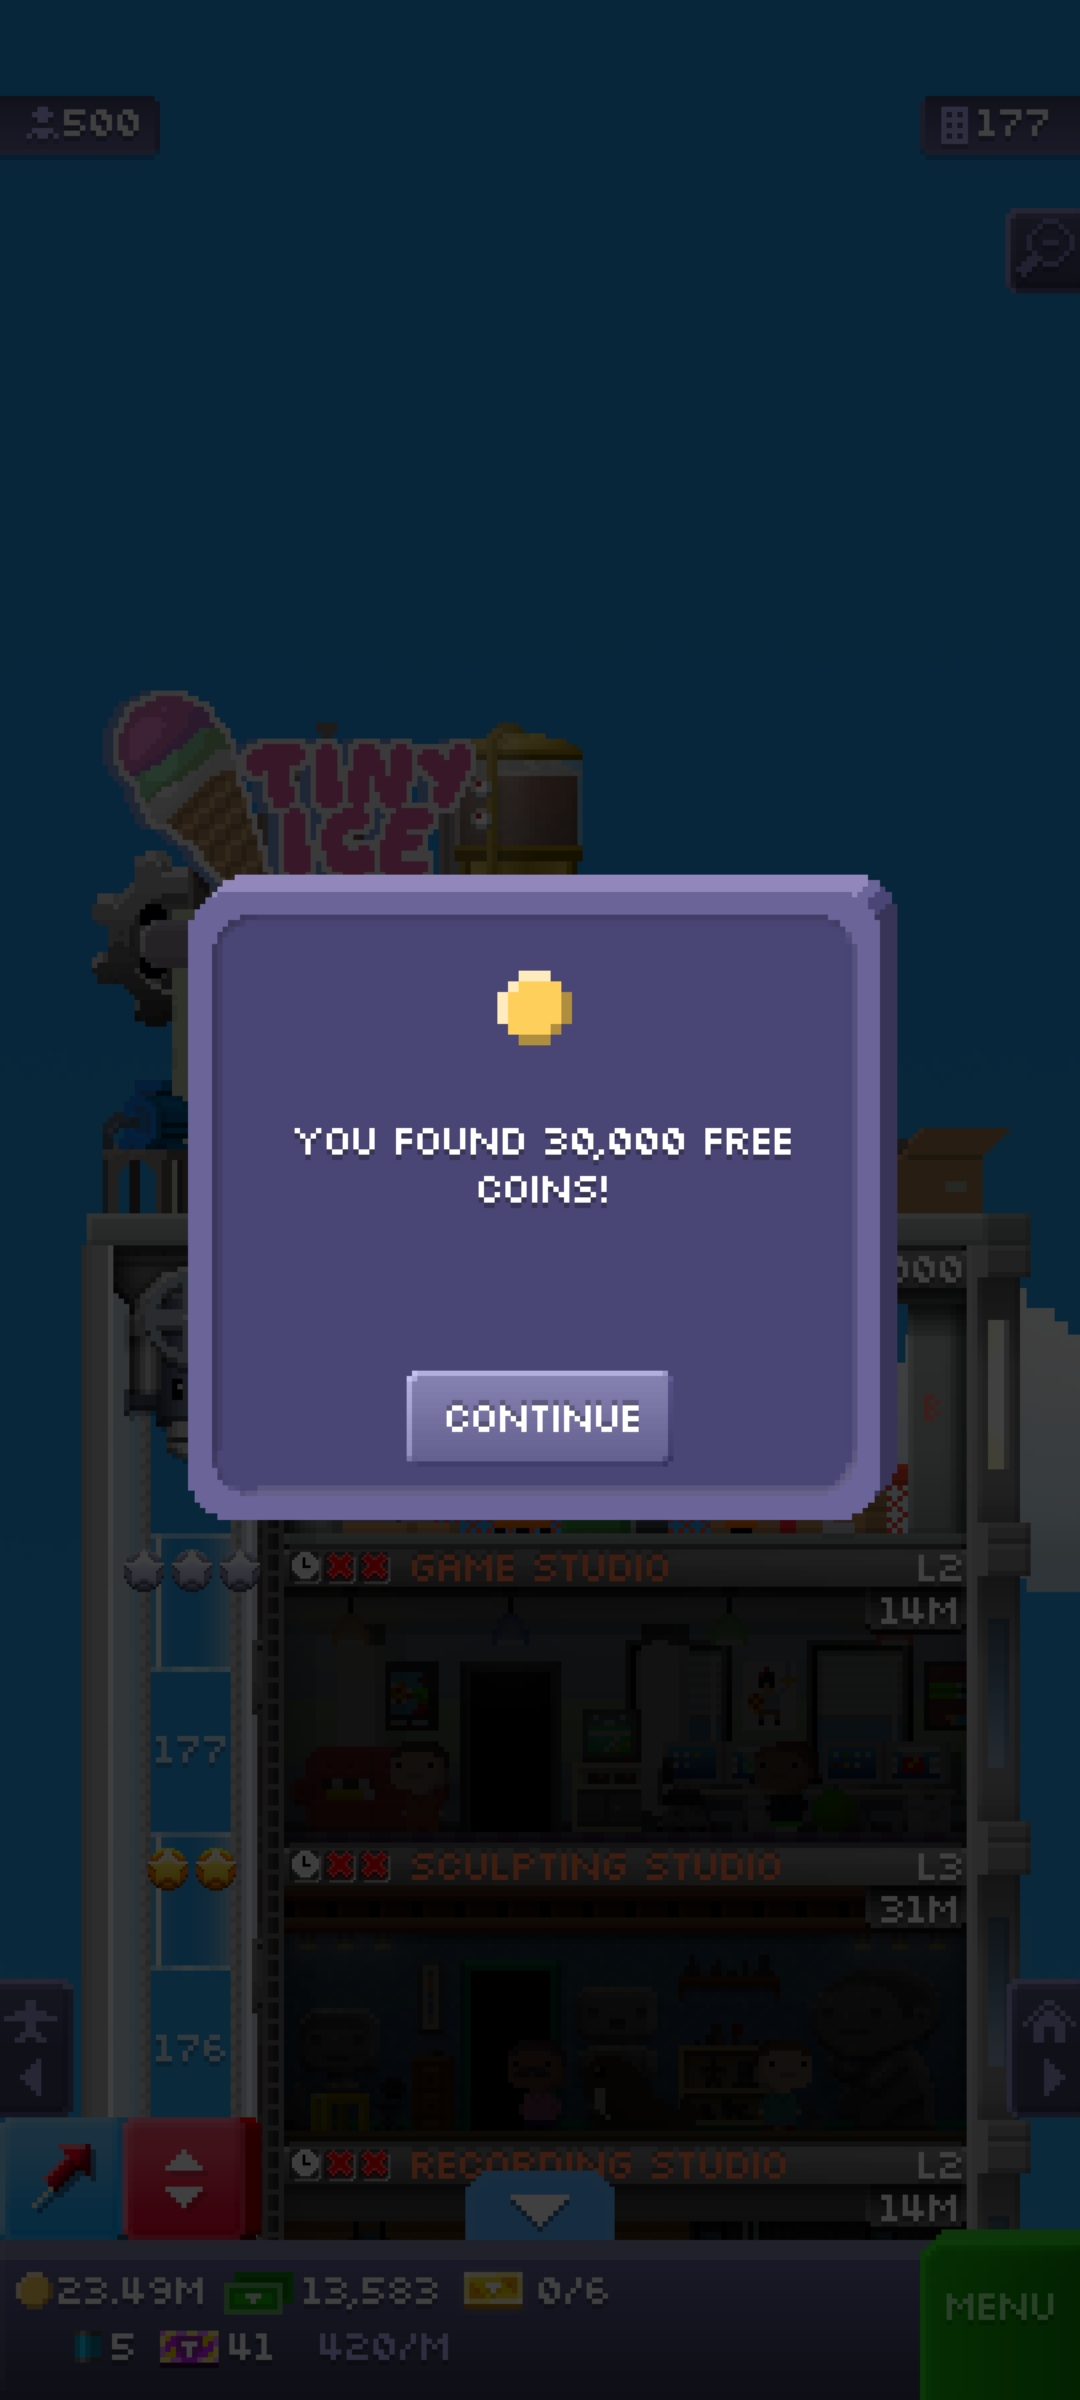 500
177
TINY
ICE
YOU FOUND 30,000 FREE
COINS!
000
CONTINUE
B
GAME STUDIO L2
14M
177
SCULPTING STUDIO L3
31M
176
RECORDING STUDIO L2
14M
23.49M 13,583 0/6
MENU
5 T 41 420/M